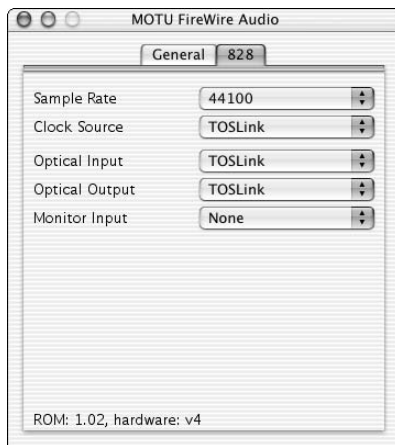 MOTU FireWire Audio
General 828
Sample Rate 44100
Clock Source TOSLink
Optical Input TOSLink
Optical Output TOSLink
Monitor Input None
ROM: 1.02, hardware: v4